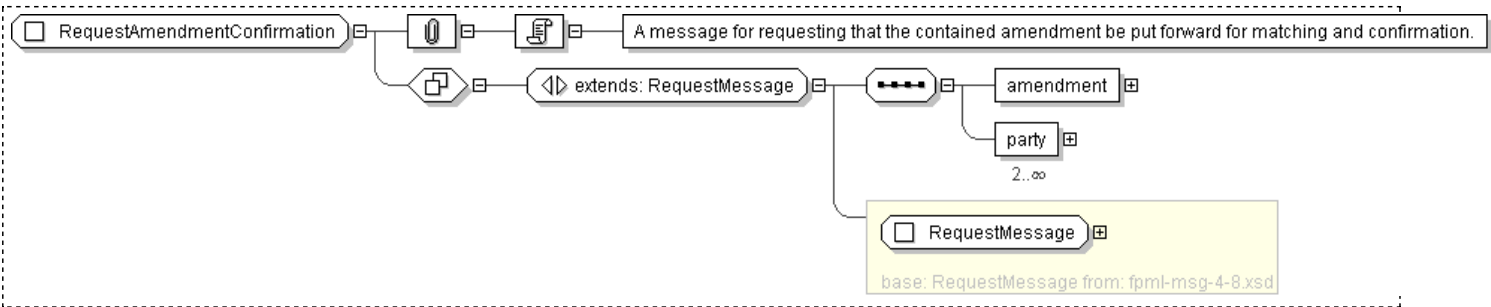 RequestAmendmentConfirmation
A message for requesting that the contained amendment be put forward for matching and confirmation.
extends: RequestMessage
amendment
party
2..∞
RequestMessage
base: RequestMessage from: fpml-msg-4-8.xsd